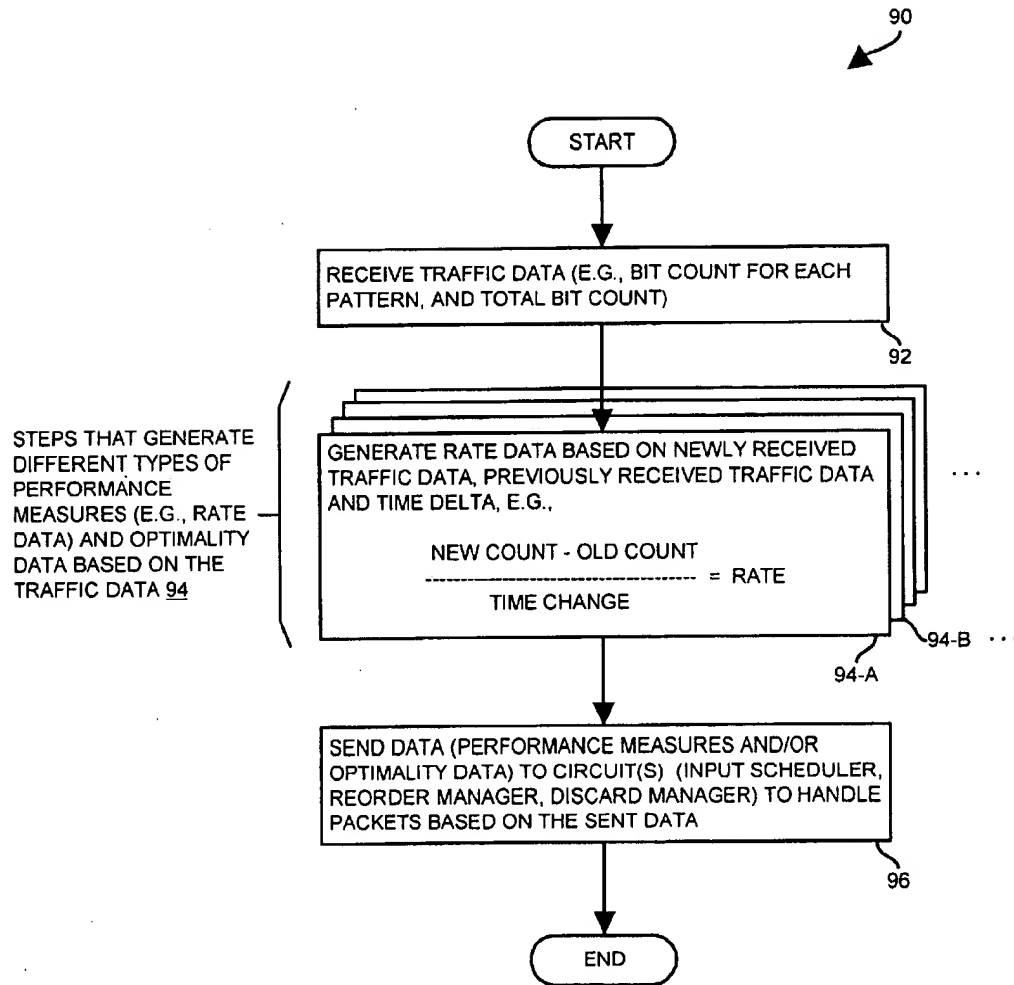 90
START
RECEIVE TRAFFIC DATA (E.G., BIT COUNT FOR EACH
PATTERN, AND TOTAL BIT COUNT)
92
STEPS THAT GENERATE
DIFFERENT TYPES OF
PERFORMANCE
MEASURES (E.G., RATE
DATA) AND OPTIMALITY
DATA BASED ON THE
TRAFFIC DATA 94
GENERATE RATE DATA BASED ON NEWLY RECEIVED
TRAFFIC DATA, PREVIOUSLY RECEIVED TRAFFIC DATA
AND TIME DELTA, E.G.,
NEW COUNT - OLD COUNT
-------------------------------- = RATE
TIME CHANGE
...
94-B ...
94-A
SEND DATA (PERFORMANCE MEASURES AND/OR
OPTIMALITY DATA) TO CIRCUIT(S) (INPUT SCHEDULER,
REORDER MANAGER, DISCARD MANAGER) TO HANDLE
PACKETS BASED ON THE SENT DATA
96
END